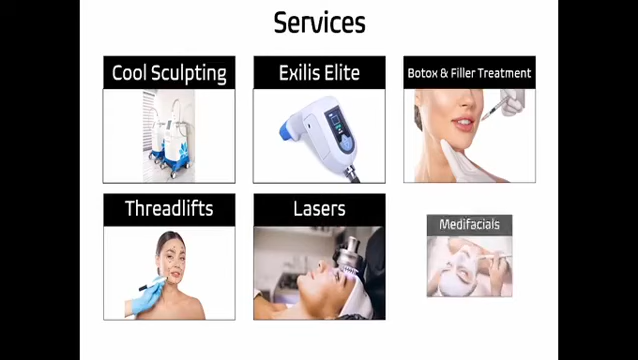 Services
Cool Sculpting
Exilis Elite
Botox & Filler Treatment
Threadlifts
Lasers
Medifacials